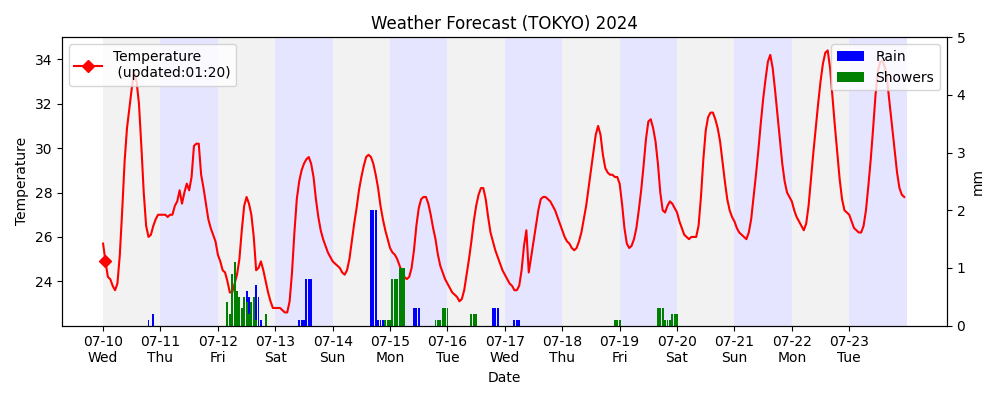 Weather Forecast (TOKYO) 2024
Temperature
(updated:01:20)
Rain
Showers
Temperature
34
32
30
28
26
24
5
4
3
2
1
0
mm
07-10 07-11 07-12 07-13 07-14 07-15 07-16 07-17 07-18 07-19 07-20 07-21 07-22 07-23
Wed Thu Fri Sat Sun Mon Tue Wed Thu Fri Sat Sun Mon Tue
Date